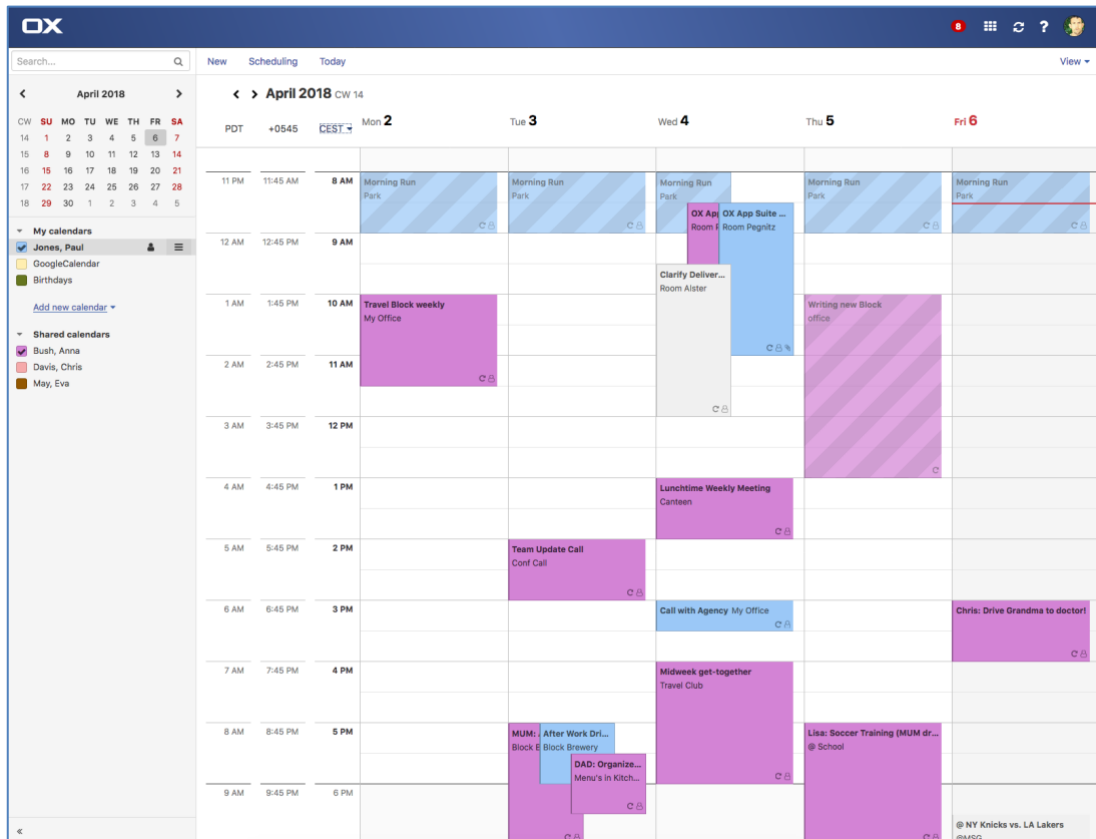 OX
8
?
Search...
New Scheduling Today
View
April 2018
CW SU MO TU WE TH FR SA
14 1 2 3 4 5 6 7
15 8 9 10 11 12 13 14
16 15 16 17 18 19 20 21
17 22 23 24 25 26 27 28
18 29 30 1 2 3 4 5
My calendars
Jones, Paul
GoogleCalendar
Birthdays
Add new calendar
Shared calendars
Bush, Anna
Davis, Chris
May, Eva
«
April 2018 CW 14
PDT +0545 CEST
Mon 2 Tue 3 Wed 4 Thu 5 Fri 6
11 PM 11:45 AM 8 AM
12 AM 12:45 PM 9 AM
1 AM 1:45 PM 10 AM
2 AM 2:45 PM 11 AM
3 AM 3:45 PM 12 PM
4 AM 4:45 PM 1 PM
5 AM 5:45 PM 2 PM
6 AM 6:45 PM 3 PM
7 AM 7:45 PM 4 PM
8 AM 8:45 PM 5 PM
9 AM 9:45 PM 6 PM
Morning Run
Park
Travel Block weekly
My Office
Morning Run
Park
Team Update Call
Conf Call
MUM:
Block
After Work Dri...
Block Brewery
DAD: Organize...
Menu's in Kitch...
Morning Run
Park
OX
Room
OX App Suite ...
Room Pegnitz
Clarify Deliver...
Room Alster
Lunchtime Weekly Meeting
Canteen
Call with Agency My Office
Midweek get-together
Travel Club
Morning Run
Park
Writing new Block
office
Lisa: Soccer Training (MUM dr...
@ School
Morning Run
Park
Chris: Drive Grandma to doctor!
@ NY Knicks vs. LA Lakers
@MSG